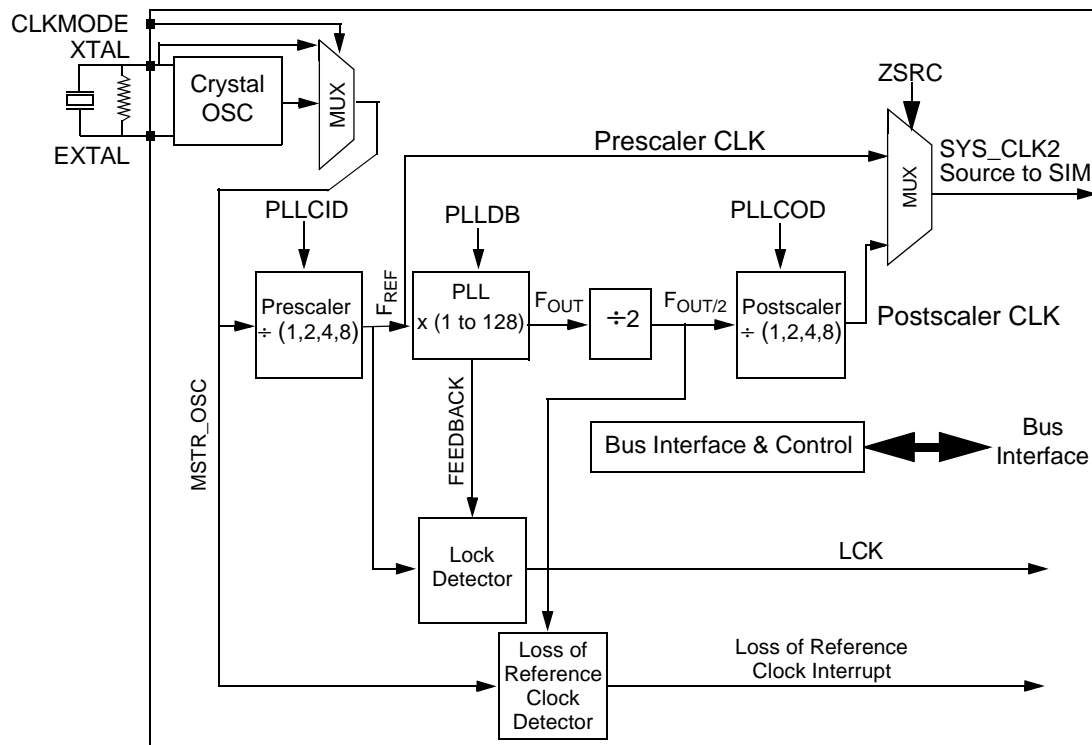 CLKMODE
XTAL
EXTAL
Crystal
OSC
MUX
ZSRC
Prescaler CLK
MUX
SYS_CLK2
Source to SIM
PLLCID
PLLDB
PLLCOD
Prescaler
÷ (1,2,4,8)
FREF
PLL
x (1 to 128)
FOUT
÷2
FOUT/2
Postscaler
÷ (1,2,4,8)
Postscaler CLK
MSTR_OSC
FEEDBACK
Bus Interface & Control
Bus
Interface
Lock
Detector
LCK
Loss of
Reference
Clock
Detector
Loss of Reference
Clock Interrupt